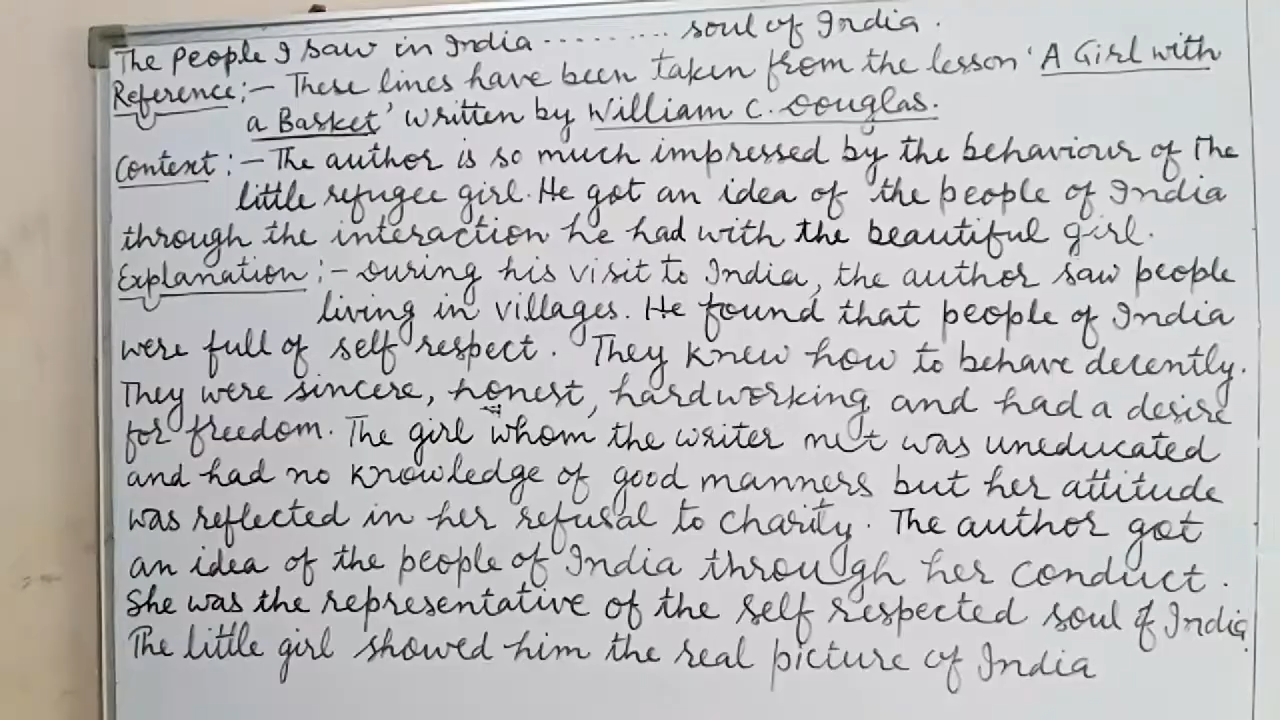 The People I saw in India .......... soul of India.
Reference:- These lines have been taken from the lesson 'A Girl with
a Basket' written by William C. Douglas.
Context:- The author is so much impressed by the behaviour of the
little refugee girl. He got an idea of the people of India
through the interaction he had with the beautiful girl.
Explanation:- During his visit to India, the author saw people
living in villages. He found that people of India
were full of self respect. They knew how to behave decently.
They were sincere, honest, hardworking and had a desire
for freedom. The girl whom the writer met was uneducated
and had no knowledge of good manners but her attitude
was reflected in her refusal to charity. The author got
an idea of the people of India through her conduct.
She was the representative of the self respected soul of India.
The little girl showed him the real picture of India